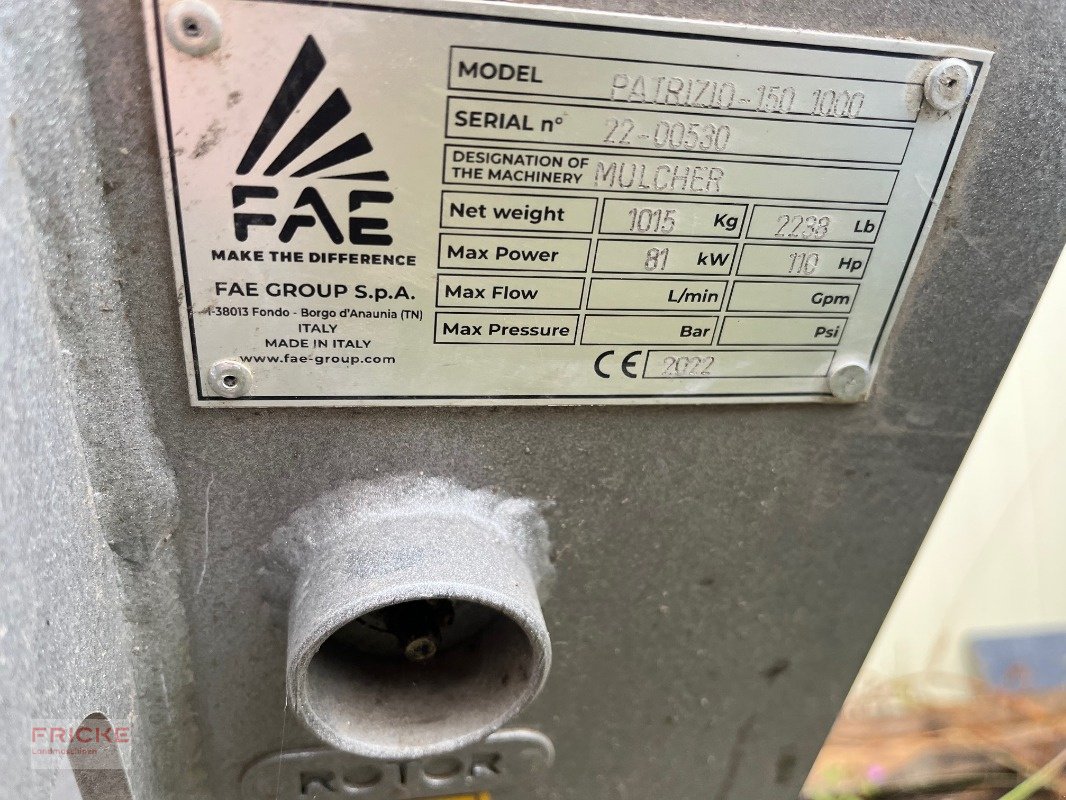 FAE
MAKE THE DIFFERENCE
FAE GROUP S.p.A.
I-38013 Fondo - Borgo d'Anaunia (TN)
ITALY
MADE IN ITALY
www.fae-group.com
MODEL PATRIZIO-150 1000
SERIAL n° 22-00530
DESIGNATION OF
THE MACHINERY MULCHER
Net weight 1015 Kg 2238 Lb
Max Power 81 kW 110 Hp
Max Flow L/min Gpm
Max Pressure Bar Psi
CE 2022
ROTOR
FRICKE
Landmaschinen